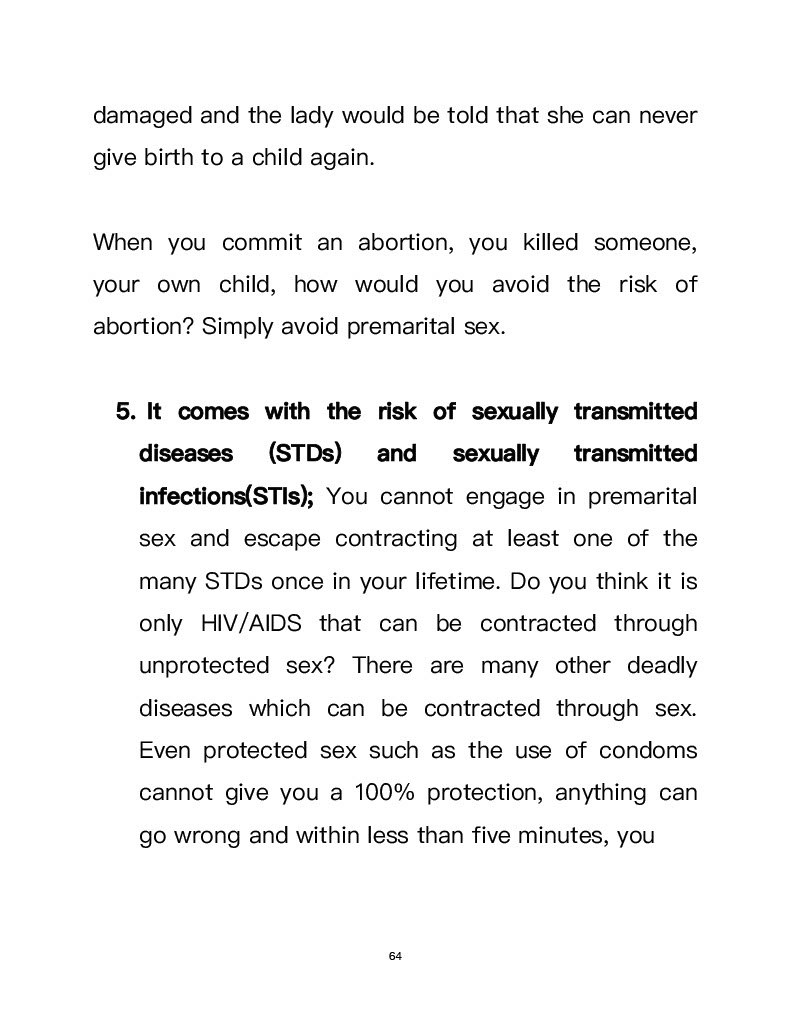 damaged and the lady would be told that she can never
give birth to a child again.
When you commit an abortion, you killed someone,
your own child, how would you avoid the risk of
abortion? Simply avoid premarital sex.
5. It comes with the risk of sexually transmitted
diseases (STDs) and sexually transmitted
infections(STIs); You cannot engage in premarital
sex and escape contracting at least one of the
many STDs once in your lifetime. Do you think it is
only HIV/AIDS that can be contracted through
unprotected sex? There are many other deadly
diseases which can be contracted through sex.
Even protected sex such as the use of condoms
cannot give you a 100% protection, anything can
go wrong and within less than five minutes, you
64